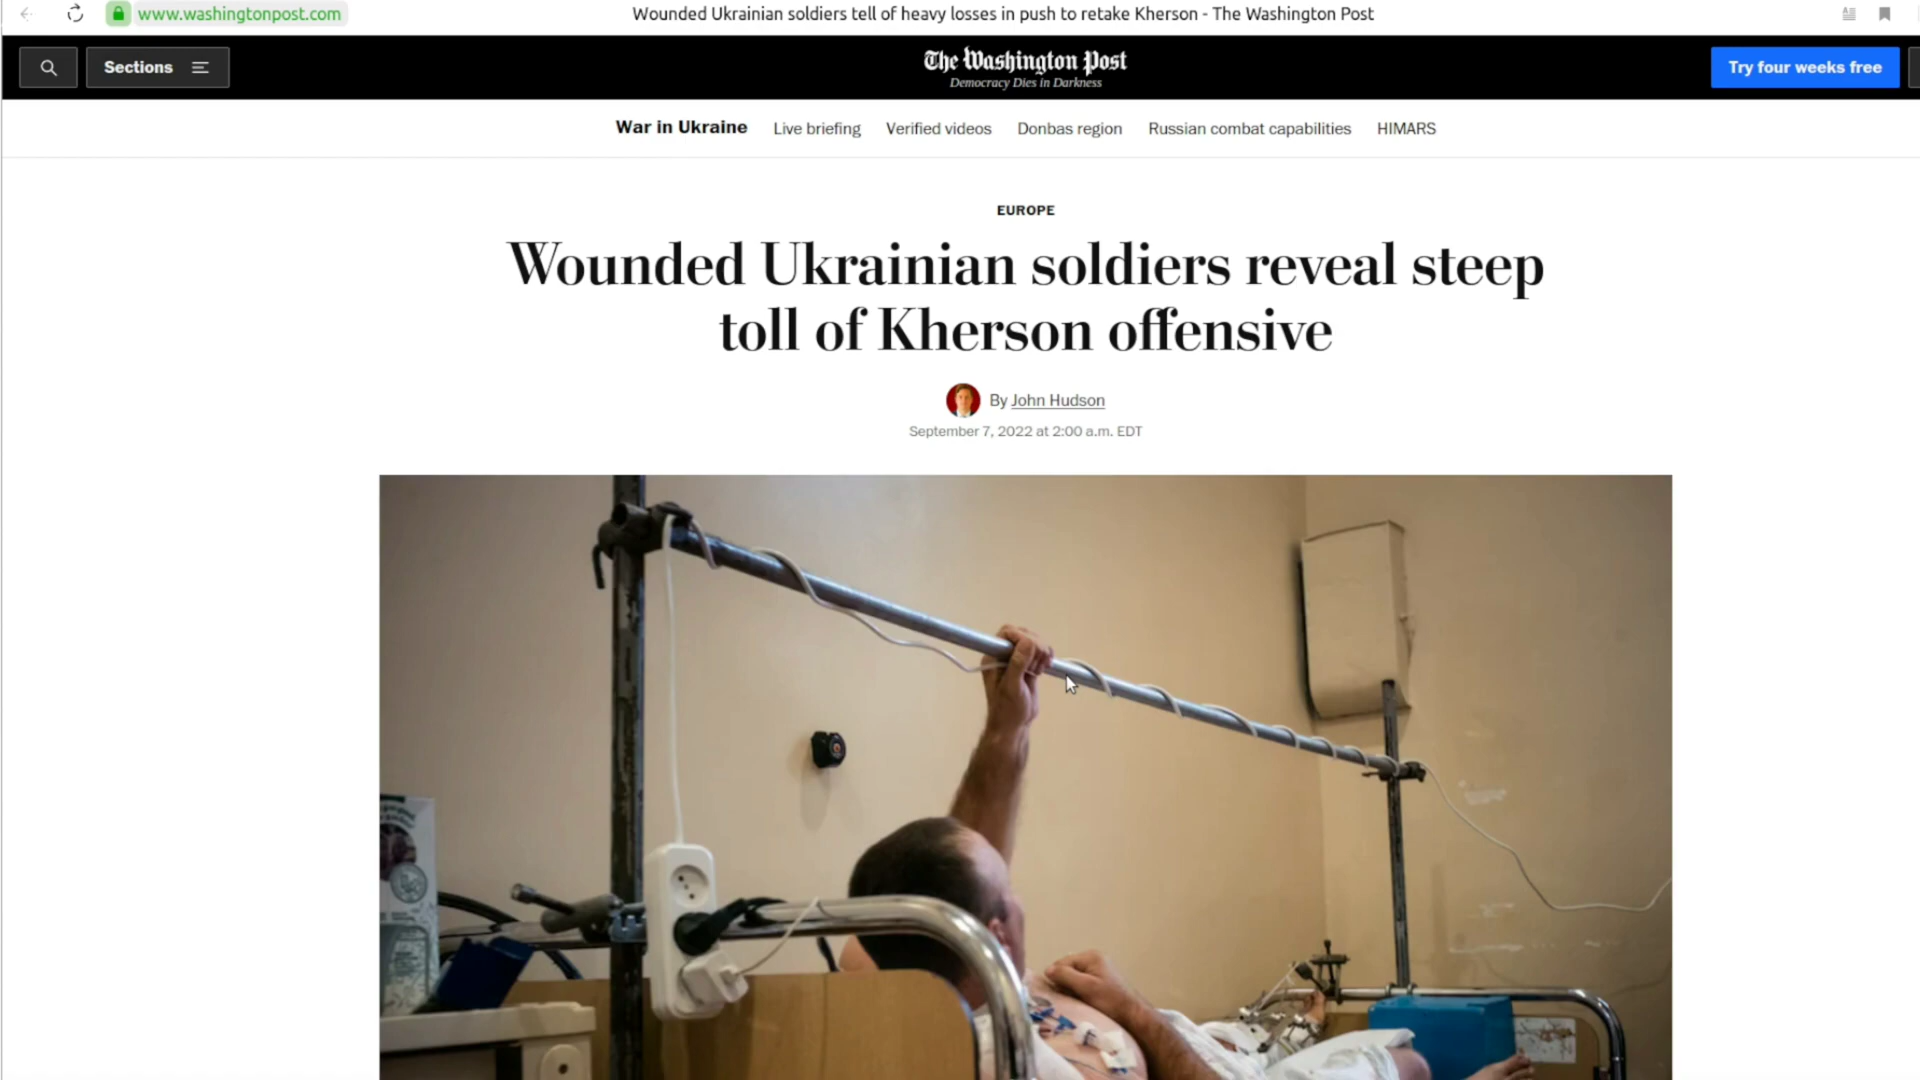 www.washingtonpost.com
Wounded Ukrainian soldiers tell of heavy losses in push to retake Kherson - The Washington Post
Sections
The Washington Post
Democracy Dies in Darkness
Try four weeks free
War in Ukraine
Live briefing
Verified videos
Donbas region
Russian combat capabilities
HIMARS
EUROPE
Wounded Ukrainian soldiers reveal steep
toll of Kherson offensive
By John Hudson
September 7, 2022 at 2:00 a.m. EDT